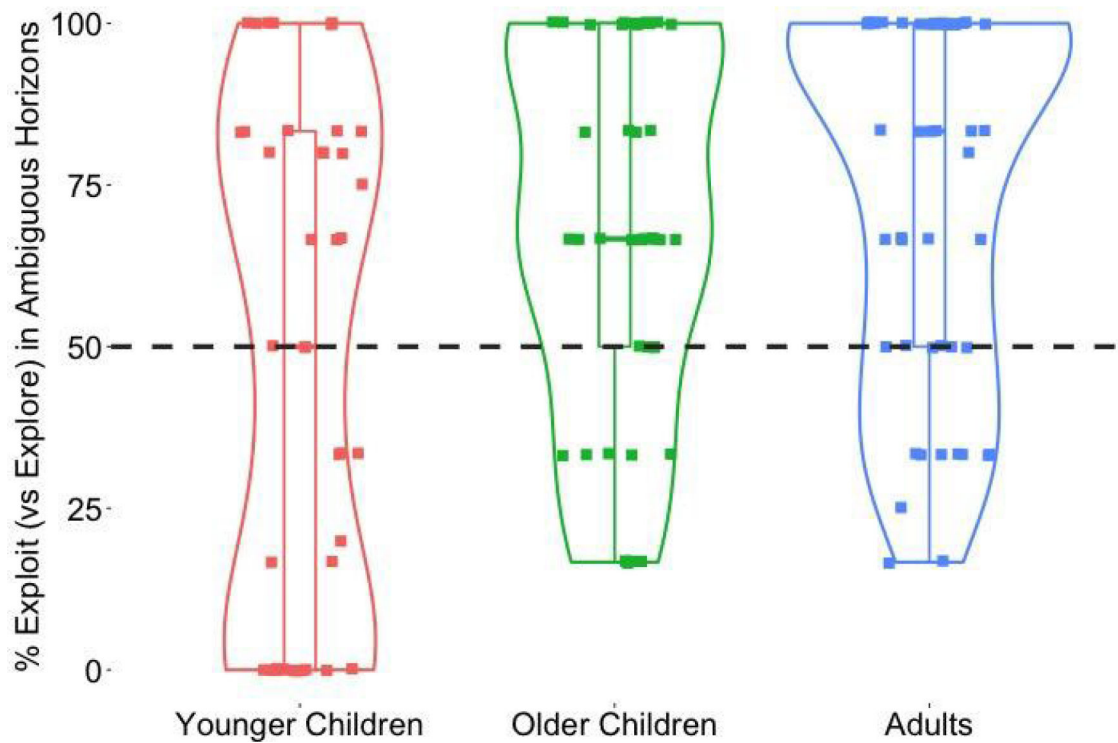 % Exploit (vs Explore) in Ambiguous Horizons
100
75
50
25
0
Younger Children
Older Children
Adults